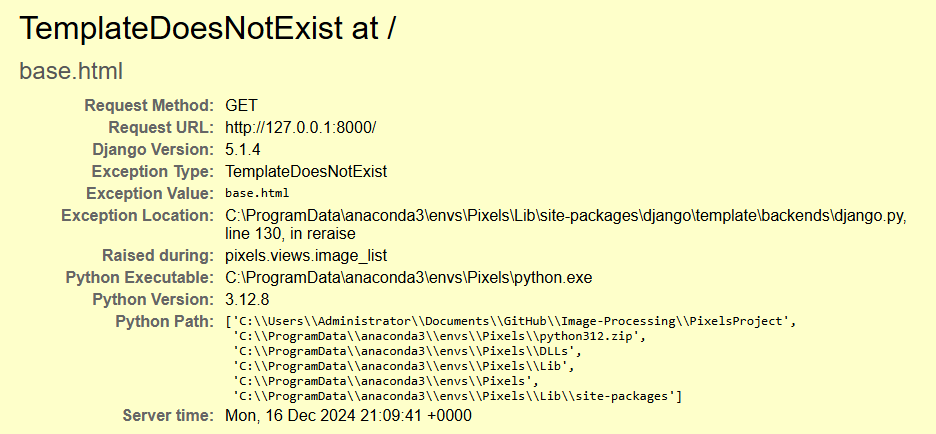 TemplateDoesNotExist at /
base.html
Request Method: GET
Request URL: http://127.0.0.1:8000/
Django Version: 5.1.4
Exception Type: TemplateDoesNotExist
Exception Value: base.html
Exception Location: C:\ProgramData\anaconda3\envs\Pixels\Lib\site-packages\django\template\backends\django.py,
line 130, in reraise
Raised during: pixels.views.image_list
Python Executable: C:\ProgramData\anaconda3\envs\Pixels\python.exe
Python Version: 3.12.8
Python Path: ['C:\\Users\\Administrator\\Documents\\GitHub\\Image-Processing\\PixelsProject',
'C:\\ProgramData\\anaconda3\\envs\\Pixels\\python312.zip',
'C:\\ProgramData\\anaconda3\\envs\\Pixels\\DLLs',
'C:\\ProgramData\\anaconda3\\envs\\Pixels\\Lib',
'C:\\ProgramData\\anaconda3\\envs\\Pixels',
'C:\\ProgramData\\anaconda3\\envs\\Pixels\\Lib\\site-packages']
Server time: Mon, 16 Dec 2024 21:09:41 +0000